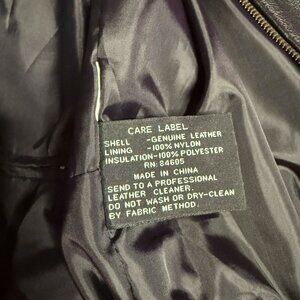 CARE LABEL
SHELL -GENUINE LEATHER
LINING -100% NYLON
INSULATION-100% POLYESTER
RN: 84605
MADE IN CHINA
SEND TO A PROFESSIONAL
LEATHER CLEANER.
DO NOT WASH OR DRY-CLEAN
BY FABRIC METHOD.